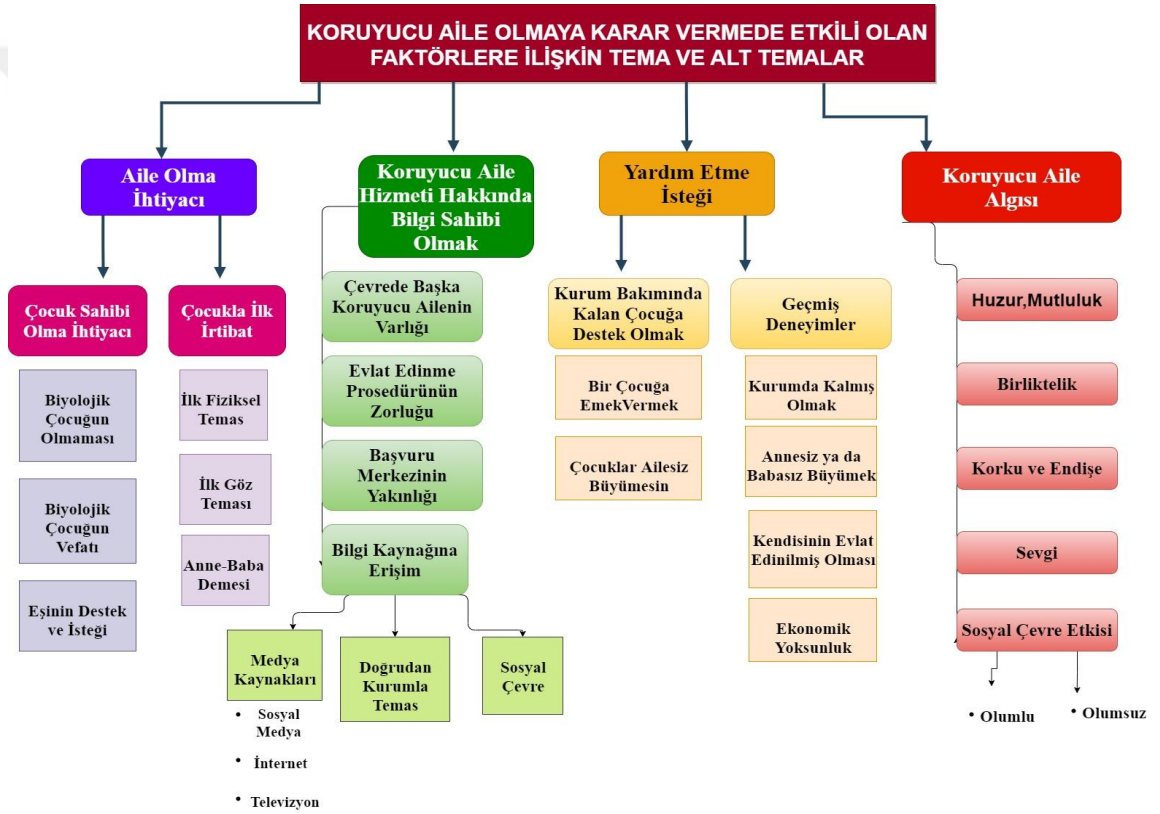 KORUYUCU AİLE OLMAYA KARAR VERMEDE ETKİLİ OLAN
FAKTÖRLERE İLİŞKİN TEMA VE ALT TEMALAR
Aile Olma
İhtiyacı
Çocuk Sahibi
Olma İhtiyacı
Biyolojik
Çocuğun
Olmaması
Biyolojik
Çocuğun
Vefatı
Eşinin Destek
ve İsteği
Çocukla İlk
İrtibat
İlk Fiziksel
Temas
İlk Göz
Teması
Anne-Baba
Demesi
Koruyucu Aile
Hizmeti Hakkında
Bilgi Sahibi
Olmak
Çevrede Başka
Koruyucu Ailenin
Varlığı
Evlat Edinme
Prosedürünün
Zorluğu
Başvuru
Merkezinin
Yakınlığı
Bilgi Kaynağına
Erişim
Medya
Kaynakları
• Sosyal
Medya
• İnternet
• Televizyon
Doğrudan
Kurumla
Temas
Sosyal
Çevre
Yardım Etme
İsteği
Kurum Bakımında
Kalan Çocuğa
Destek Olmak
Bir Çocuğa
EmekVermek
Çocuklar Ailesiz
Büyümesin
Geçmiş
Deneyimler
Kurumda Kalmış
Olmak
Annesiz ya da
Babasız Büyümek
Kendisinin Evlat
Edinilmiş Olması
Ekonomik
Yoksunluk
Koruyucu Aile
Algısı
Huzur,Mutluluk
Birliktelik
Korku ve Endişe
Sevgi
Sosyal Çevre Etkisi
• Olumlu
• Olumsuz